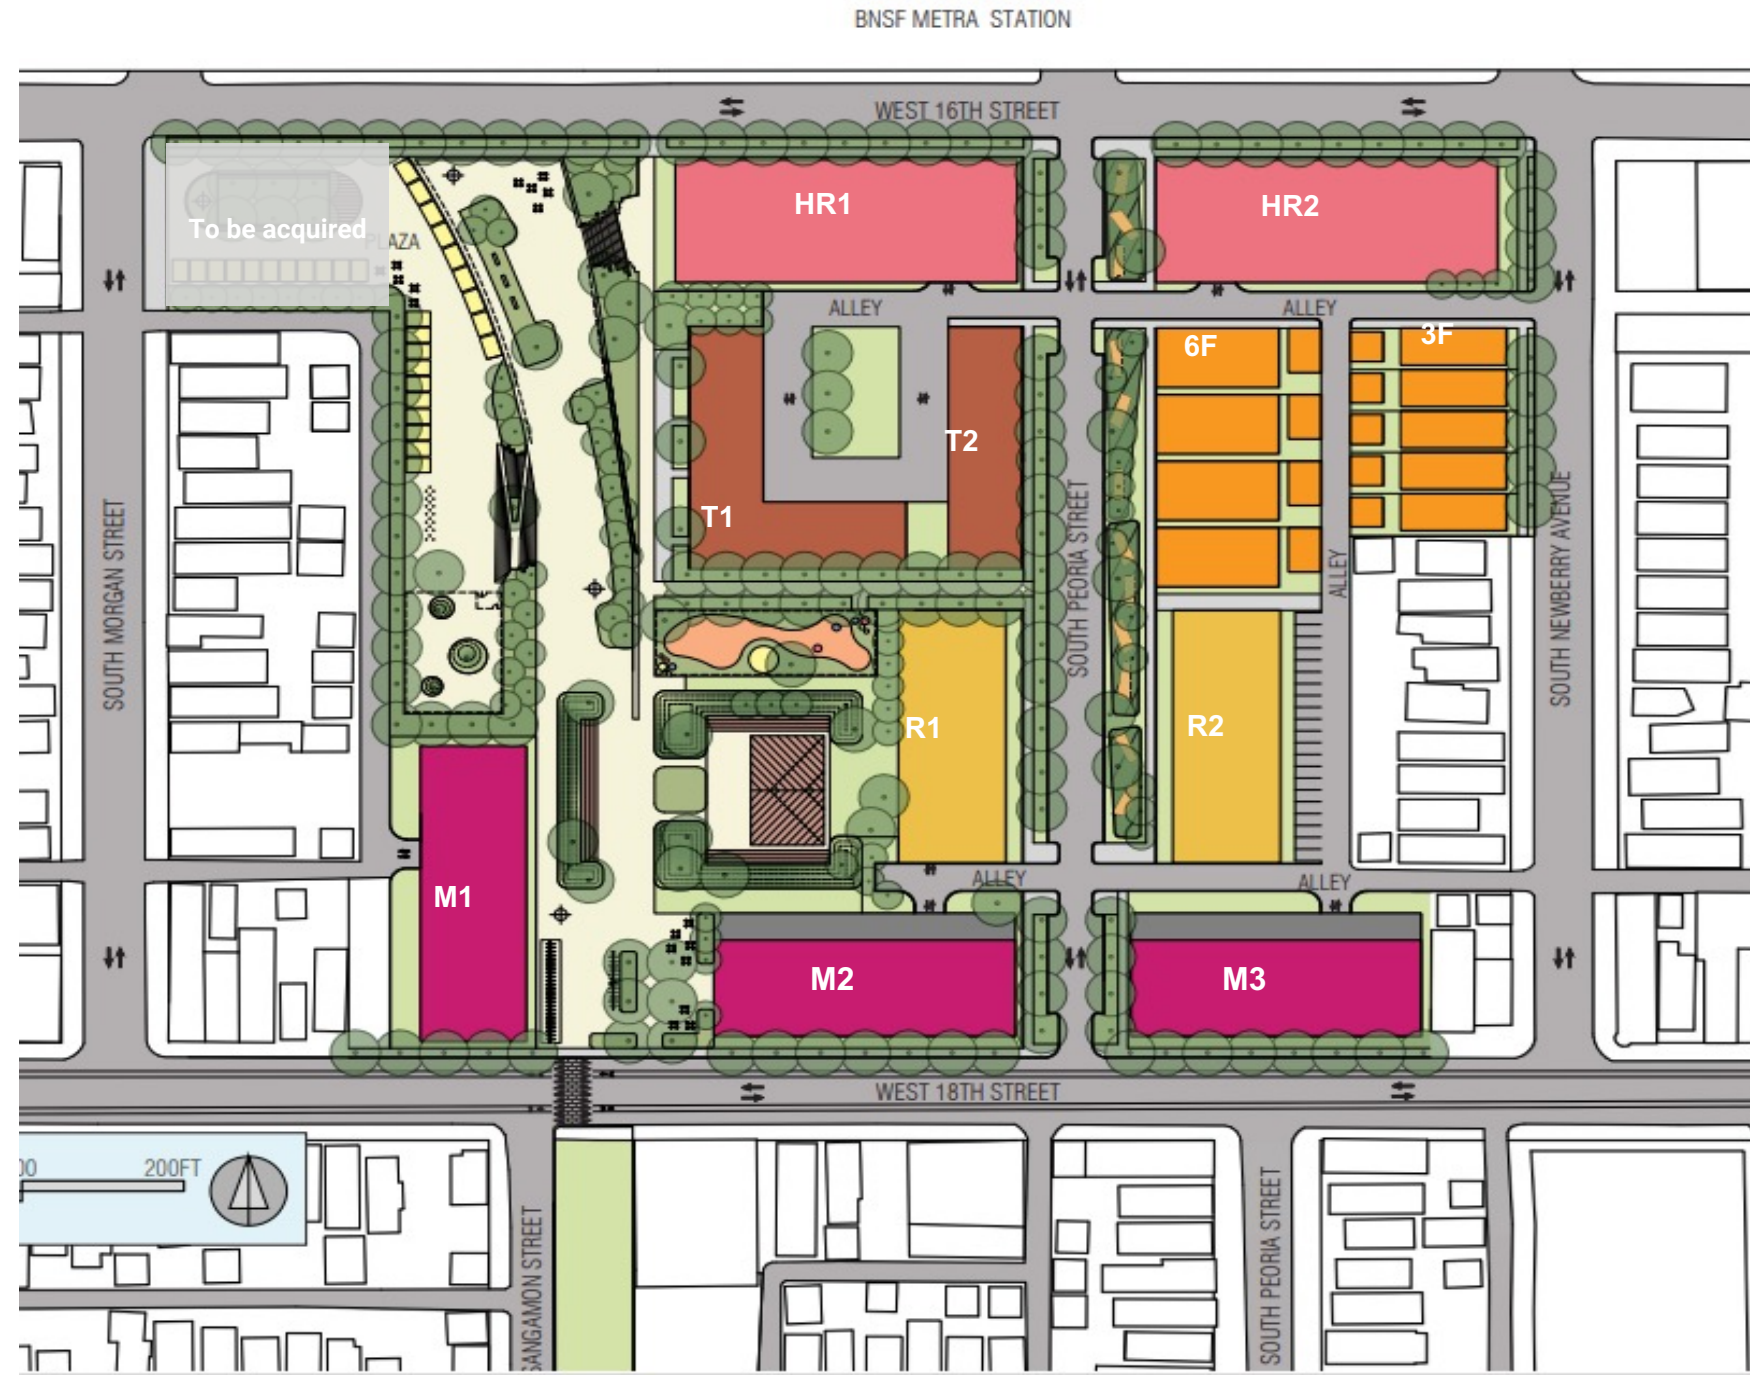 BNSF METRA STATION
WEST 16TH STREET
HR1
HR2
To be acquired
PLAZA
ALLEY
ALLEY
6F
3F
T2
T1
SOUTH MORGAN STREET
SOUTH PEORIA STREET
ALLEY
SOUTH NEWBERRY AVENUE
R1
R2
ALLEY
ALLEY
M1
M2
M3
WEST 18TH STREET
00
200FT
SANGAMON STREET
SOUTH PEORIA STREET